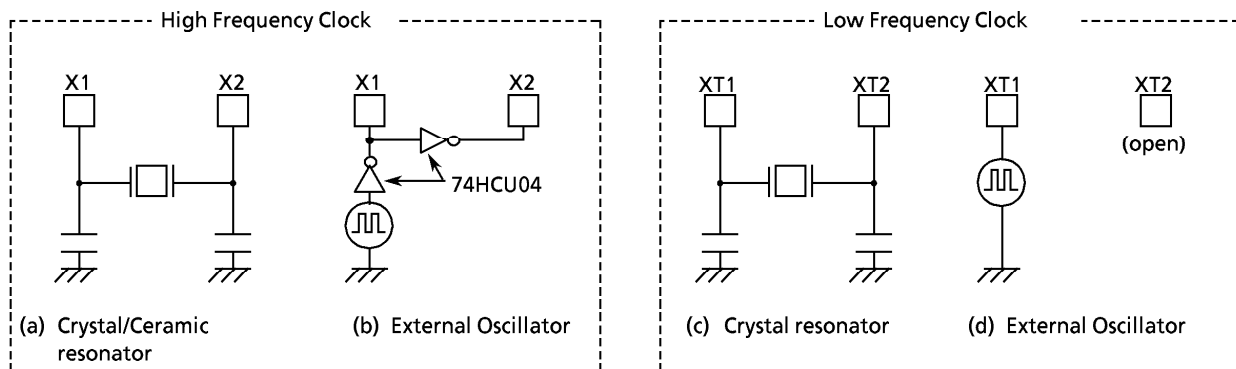 High Frequency Clock
X1
X2
X1
X2
74HCU04
(a) Crystal/Ceramic
resonator
(b) External Oscillator
Low Frequency Clock
XT1
XT2
XT1
XT2
(open)
(c) Crystal resonator
(d) External Oscillator